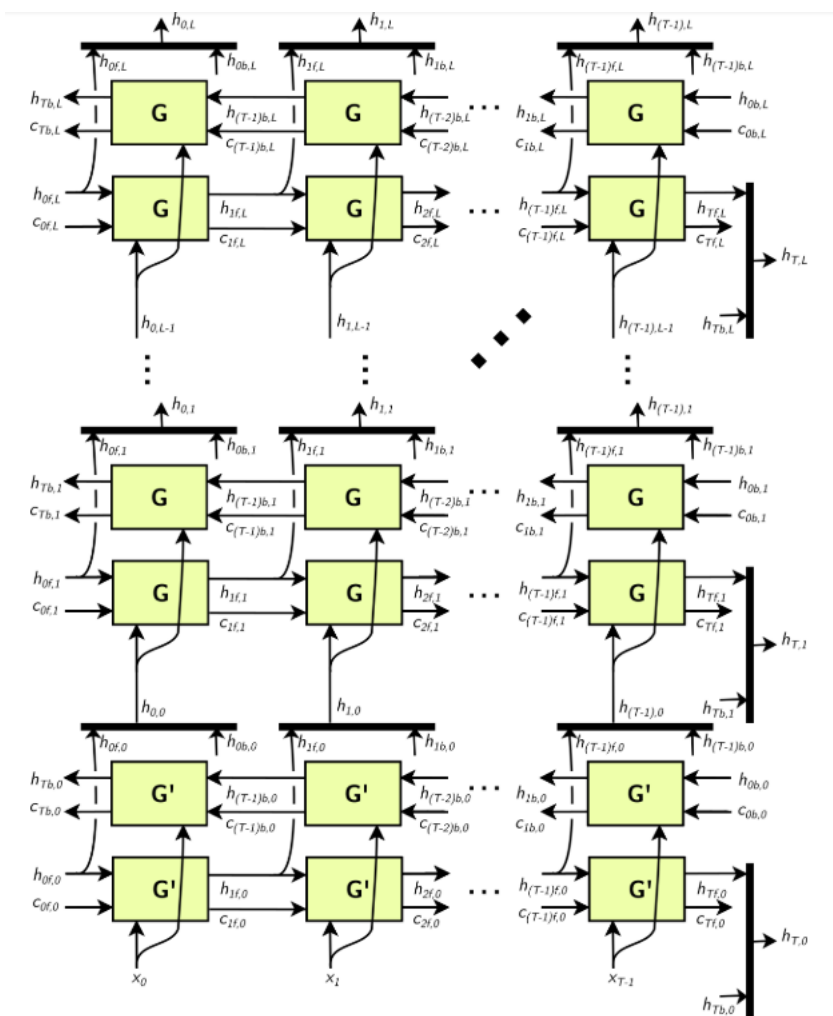 h0,L h1,L h(T-1),L
h0f,L h0b,L h1f,L h1b,L h(T-1)f,L h(T-1)b,L
hTb,L G h(T-1)b,L G h(T-2)b,L ... h1b,L G h0b,L
cTb,L c(T-1)b,L c(T-2)b,L c1b,L c0b,L
h0f,L G h1f,L G h2f,L ... h(T-1)f,L G hTf,L
c0f,L c1f,L c2f,L c(T-1)f,L cTf,L
hT,L
h0,L-1 h1,L-1 h(T-1),L-1 hTb,L
h0,1 h1,1 h(T-1),1
h0f,1 h0b,1 h1f,1 h1b,1 h(T-1)f,1 h(T-1)b,1
hTb,1 G h(T-1)b,1 G h(T-2)b,1 ... h1b,1 G h0b,1
cTb,1 c(T-1)b,1 c(T-2)b,1 c1b,1 c0b,1
h0f,1 G h1f,1 G h2f,1 ... h(T-1)f,1 G hTf,1
c0f,1 c1f,1 c2f,1 c(T-1)f,1 cTf,1
hT,1
h0,0 h1,0 h(T-1),0 hTb,1
h0f,0 h0b,0 h1f,0 h1b,0 h(T-1)f,0 h(T-1)b,0
hTb,0 G' h(T-1)b,0 G' h(T-2)b,0 ... h1b,0 G' h0b,0
cTb,0 c(T-1)b,0 c(T-2)b,0 c1b,0 c0b,0
h0f,0 G' h1f,0 G' h2f,0 ... h(T-1)f,0 G' hTf,0
c0f,0 c1f,0 c2f,0 c(T-1)f,0 cTf,0
hT,0
x0 x1 xT-1
hTb,0